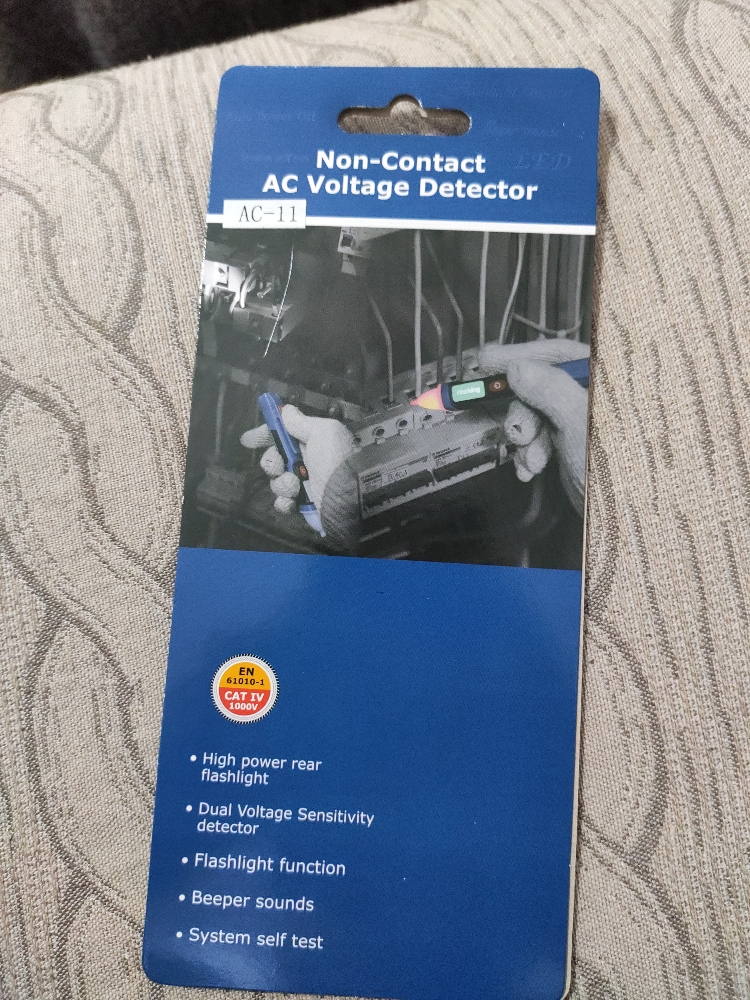 Non-Contact
AC Voltage Detector
AC-11
EN
61010-1
CAT IV
1000V
• High power rear
flashlight
• Dual Voltage Sensitivity
detector
• Flashlight function
• Beeper sounds
• System self test